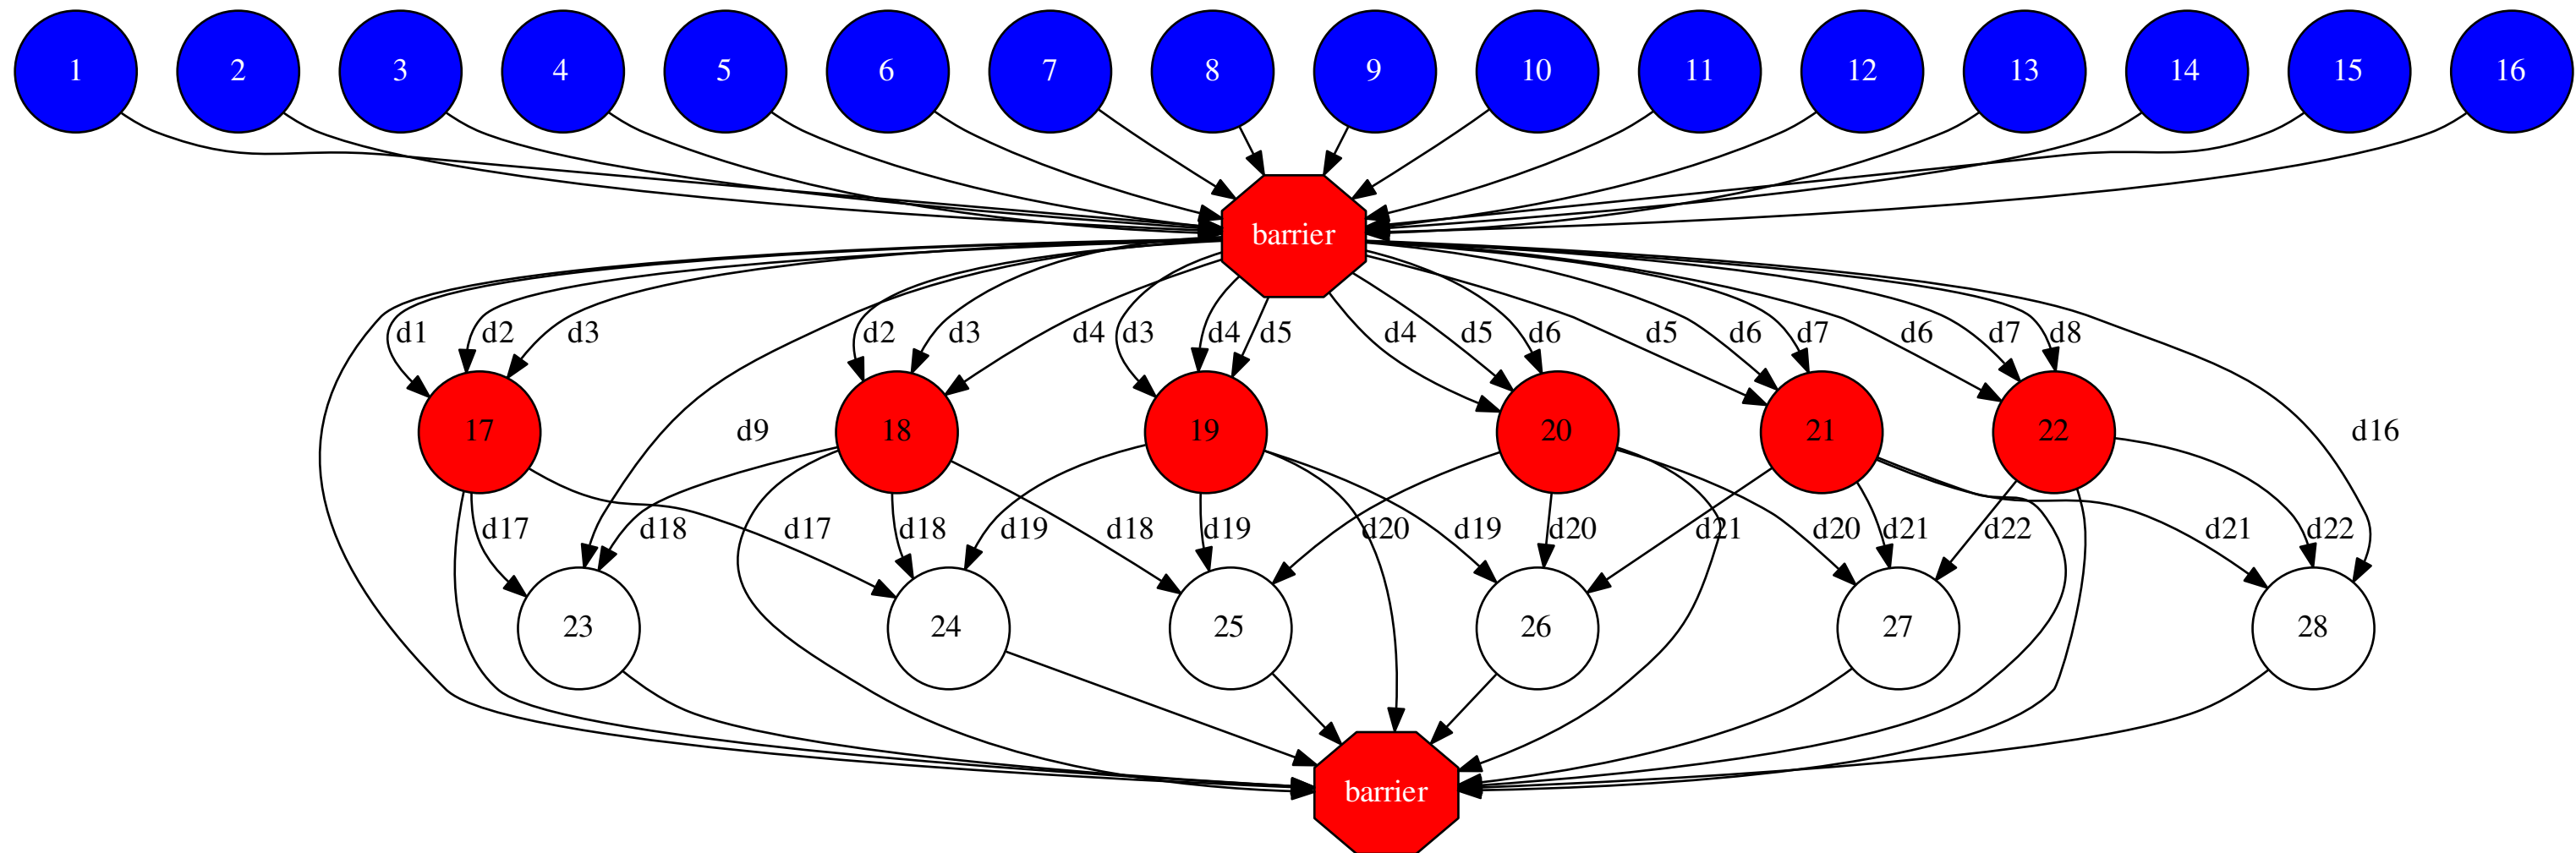 1 2 3 4 5 6 7 8 9 10 11 12 13 14 15 16
barrier
d1 d2 d3 d2 d3 d4 d3 d4 d5 d4 d5 d6 d5 d6 d7 d6 d7 d8
17 d9 18 19 20 21 22 d16
d17 d18 d17 d18 d19 d18 d19 d20 d19 d20 d21 d20 d21 d22 d21 d22
23 24 25 26 27 28
barrier